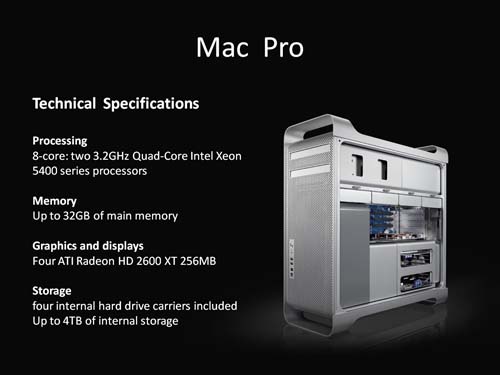 Mac Pro
Technical Specifications
Processing
8-core: two 3.2GHz Quad-Core Intel Xeon
5400 series processors
Memory
Up to 32GB of main memory
Graphics and displays
Four ATI Radeon HD 2600 XT 256MB
Storage
four internal hard drive carriers included
Up to 4TB of internal storage